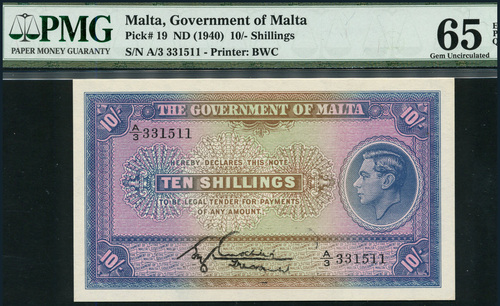 PMG
PAPER MONEY GUARANTY
Malta, Government of Malta
Pick# 19 ND (1940) 10/- Shillings
S/N A/3 331511 - Printer: BWC
65 EPQ
Gem Uncirculated
10/-
THE GOVERNMENT OF MALTA
10/-
A/3 331511
HEREBY DECLARES THIS NOTE
TEN SHILLINGS
TO BE LEGAL TENDER FOR PAYMENTS
OF ANY AMOUNT.
A/3 331511
10/-
10/-